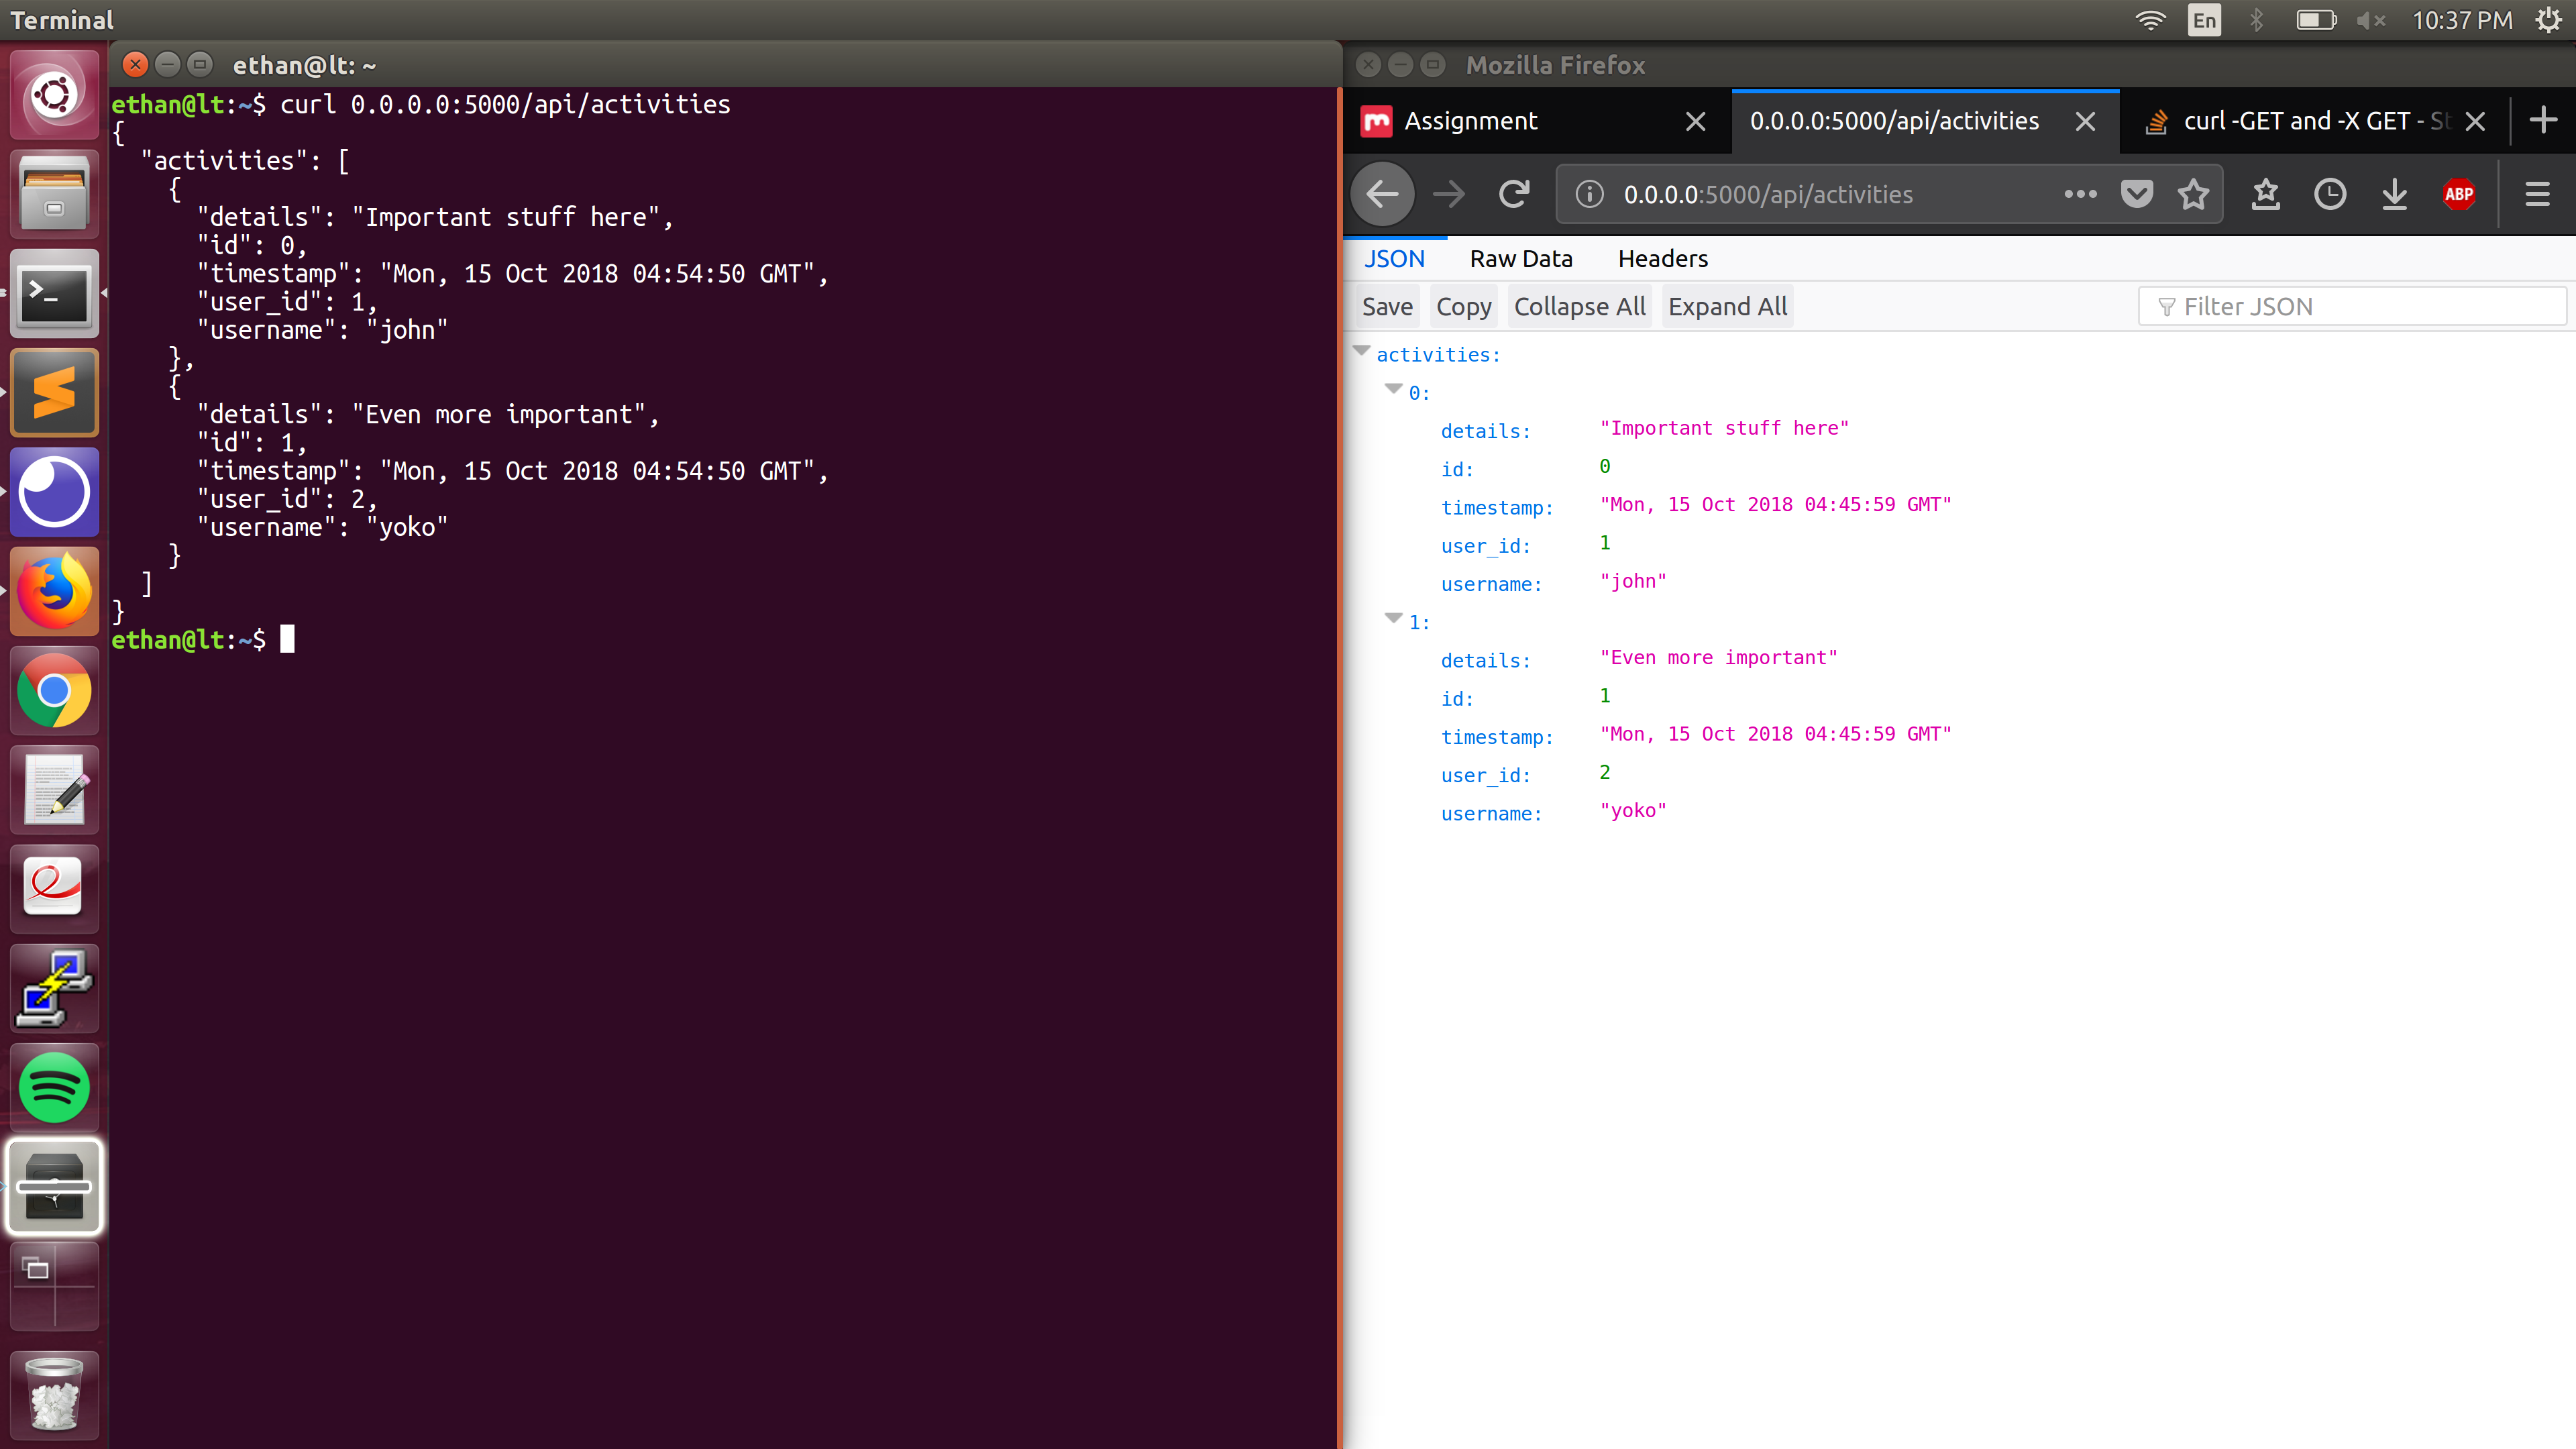 Terminal
En
10:37 PM
ethan@lt: ~
ethan@lt:~$ curl 0.0.0.0:5000/api/activities
{
  "activities": [
    {
      "details": "Important stuff here",
      "id": 0,
      "timestamp": "Mon, 15 Oct 2018 04:54:50 GMT",
      "user_id": 1,
      "username": "john"
    },
    {
      "details": "Even more important",
      "id": 1,
      "timestamp": "Mon, 15 Oct 2018 04:54:50 GMT",
      "user_id": 2,
      "username": "yoko"
    }
  ]
}
ethan@lt:~$
Mozilla Firefox
Assignment
0.0.0.0:5000/api/activities
curl -GET and -X GET - St
0.0.0.0:5000/api/activities
ABP
JSON Raw Data Headers
Save Copy Collapse All Expand All Filter JSON
activities:
0:
details: "Important stuff here"
id: 0
timestamp: "Mon, 15 Oct 2018 04:45:59 GMT"
user_id: 1
username: "john"
1:
details: "Even more important"
id: 1
timestamp: "Mon, 15 Oct 2018 04:45:59 GMT"
user_id: 2
username: "yoko"